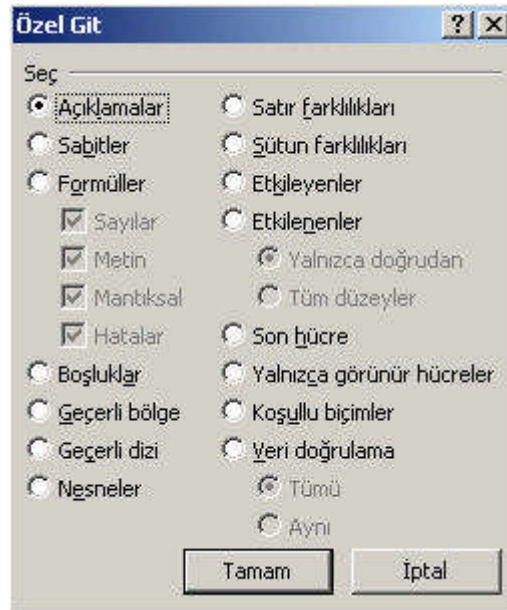 Özel Git
Seç
Açıklamalar
Sabitler
Formüller
Sayılar
Metin
Mantıksal
Hatalar
Boşluklar
Geçerli bölge
Geçerli dizi
Nesneler
Satır farklılıkları
Sütun farklılıkları
Etkileyenler
Etkilenenler
Yalnızca doğrudan
Tüm düzeyler
Son hücre
Yalnızca görünür hücreler
Koşullu biçimler
Veri doğrulama
Tümü
Aynı
Tamam
İptal